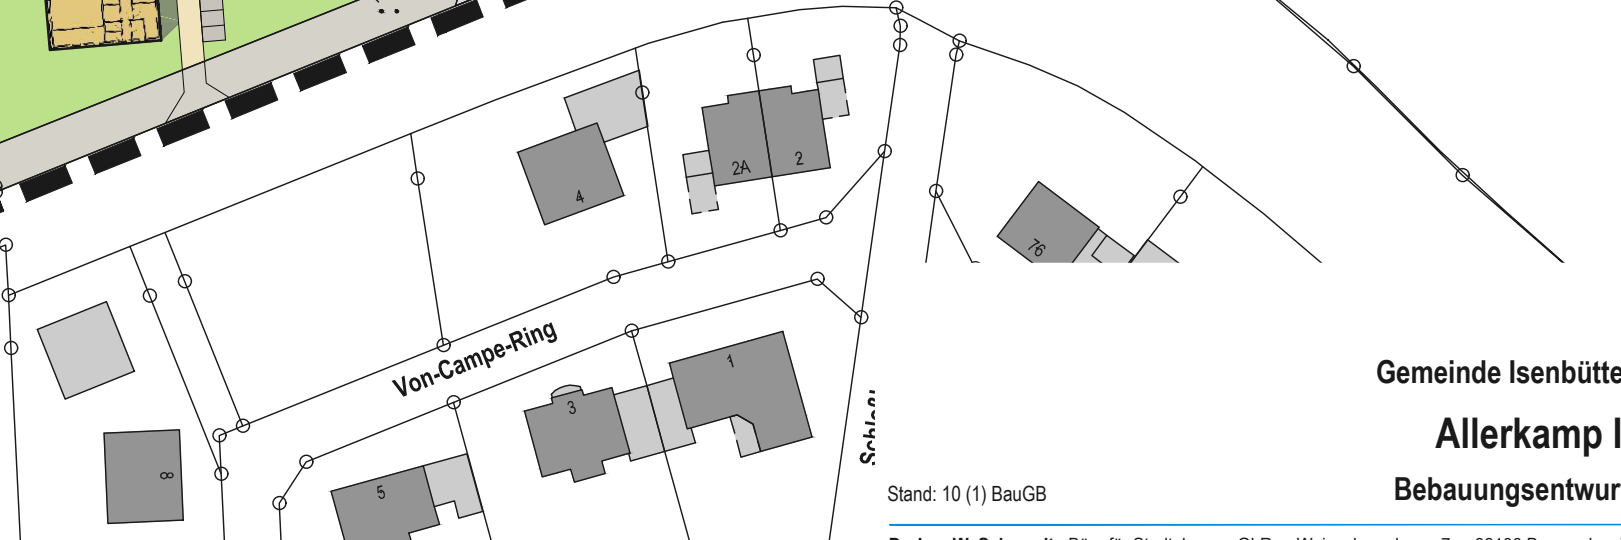 4
2A
2
76
Von-Campe-Ring
1
3
8
5
Gemeinde Isenbütte
Allerkamp I
Stand: 10 (1) BauGB
Bebauungsentwur